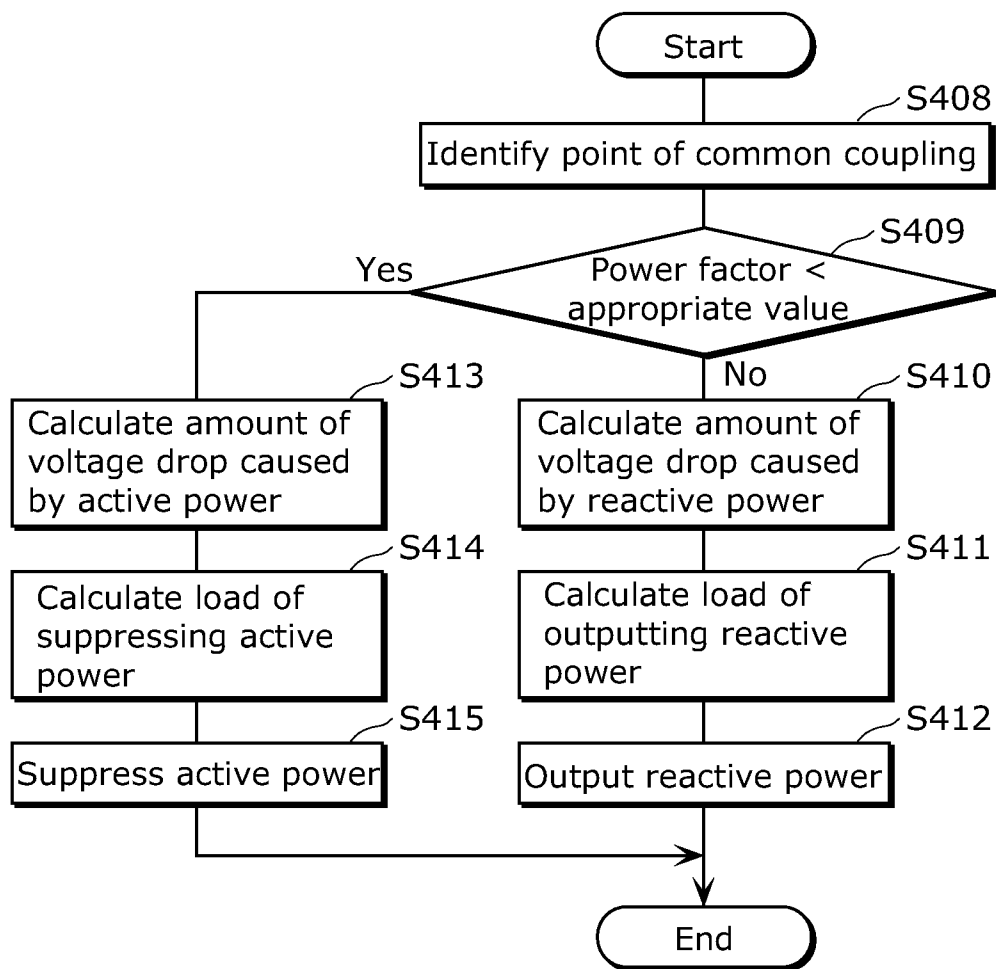 Start
S408
Identify point of common coupling
S409
Power factor <
appropriate value
Yes
No
S413
Calculate amount of
voltage drop caused
by active power
S414
Calculate load of
suppressing active
power
S415
Suppress active power
S410
Calculate amount of
voltage drop caused
by reactive power
S411
Calculate load of
outputting reactive
power
S412
Output reactive power
End